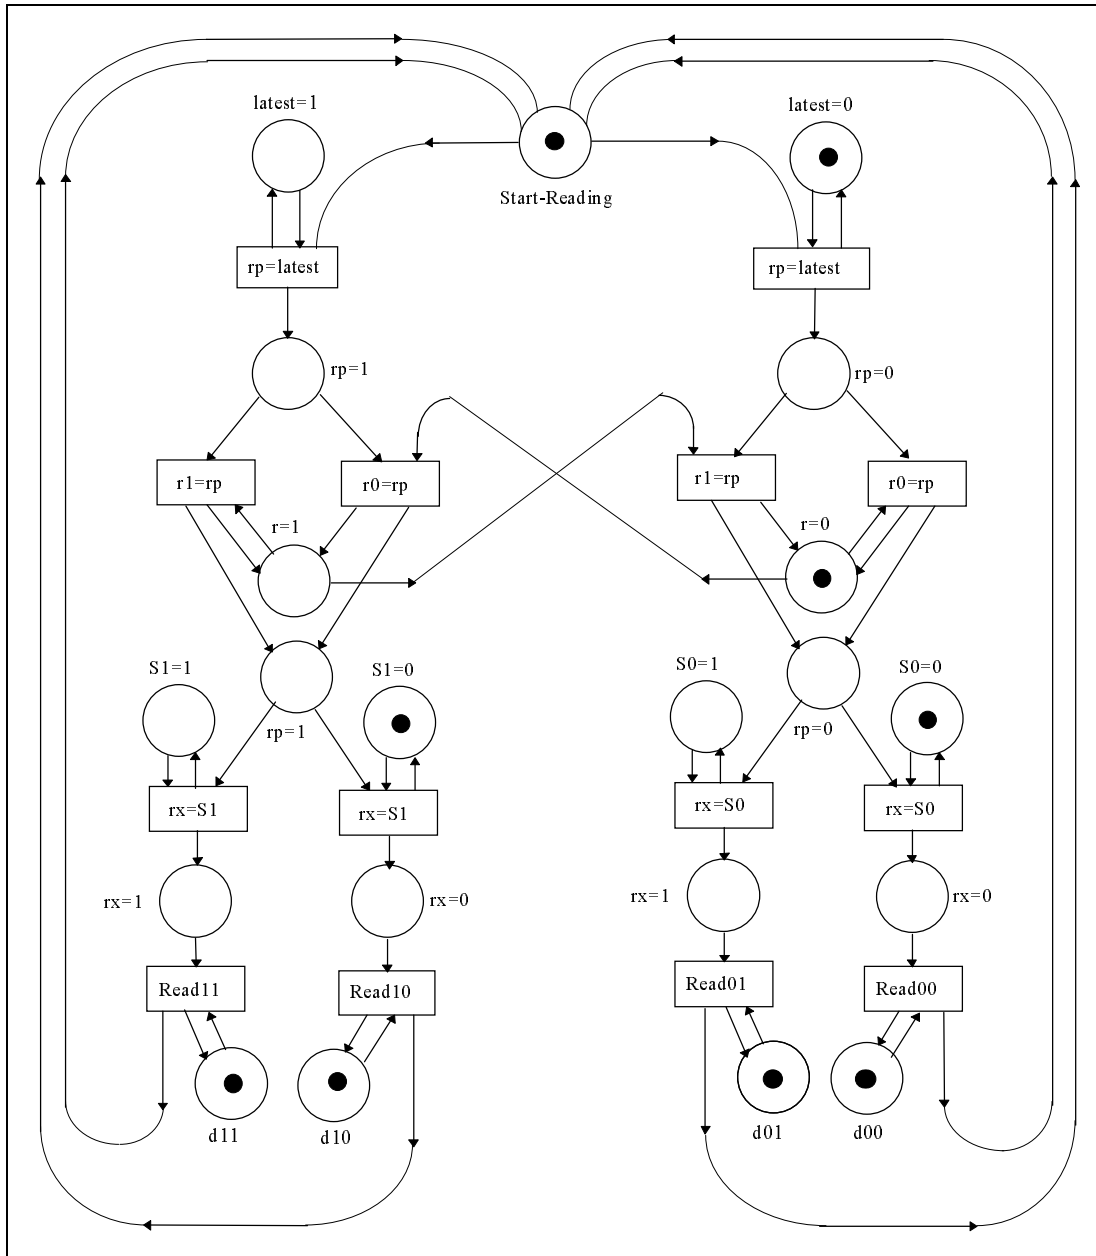 latest=1
latest=0
Start-Reading
rp=latest
rp=latest
rp=1
rp=0
r1=rp
r0=rp
r1=rp
r0=rp
r=1
r=0
S1=1
S1=0
S0=1
S0=0
rp=1
rp=0
rx=S1
rx=S1
rx=S0
rx=S0
rx=1
rx=0
rx=1
rx=0
Read11
Read10
Read01
Read00
d11
d10
d01
d00